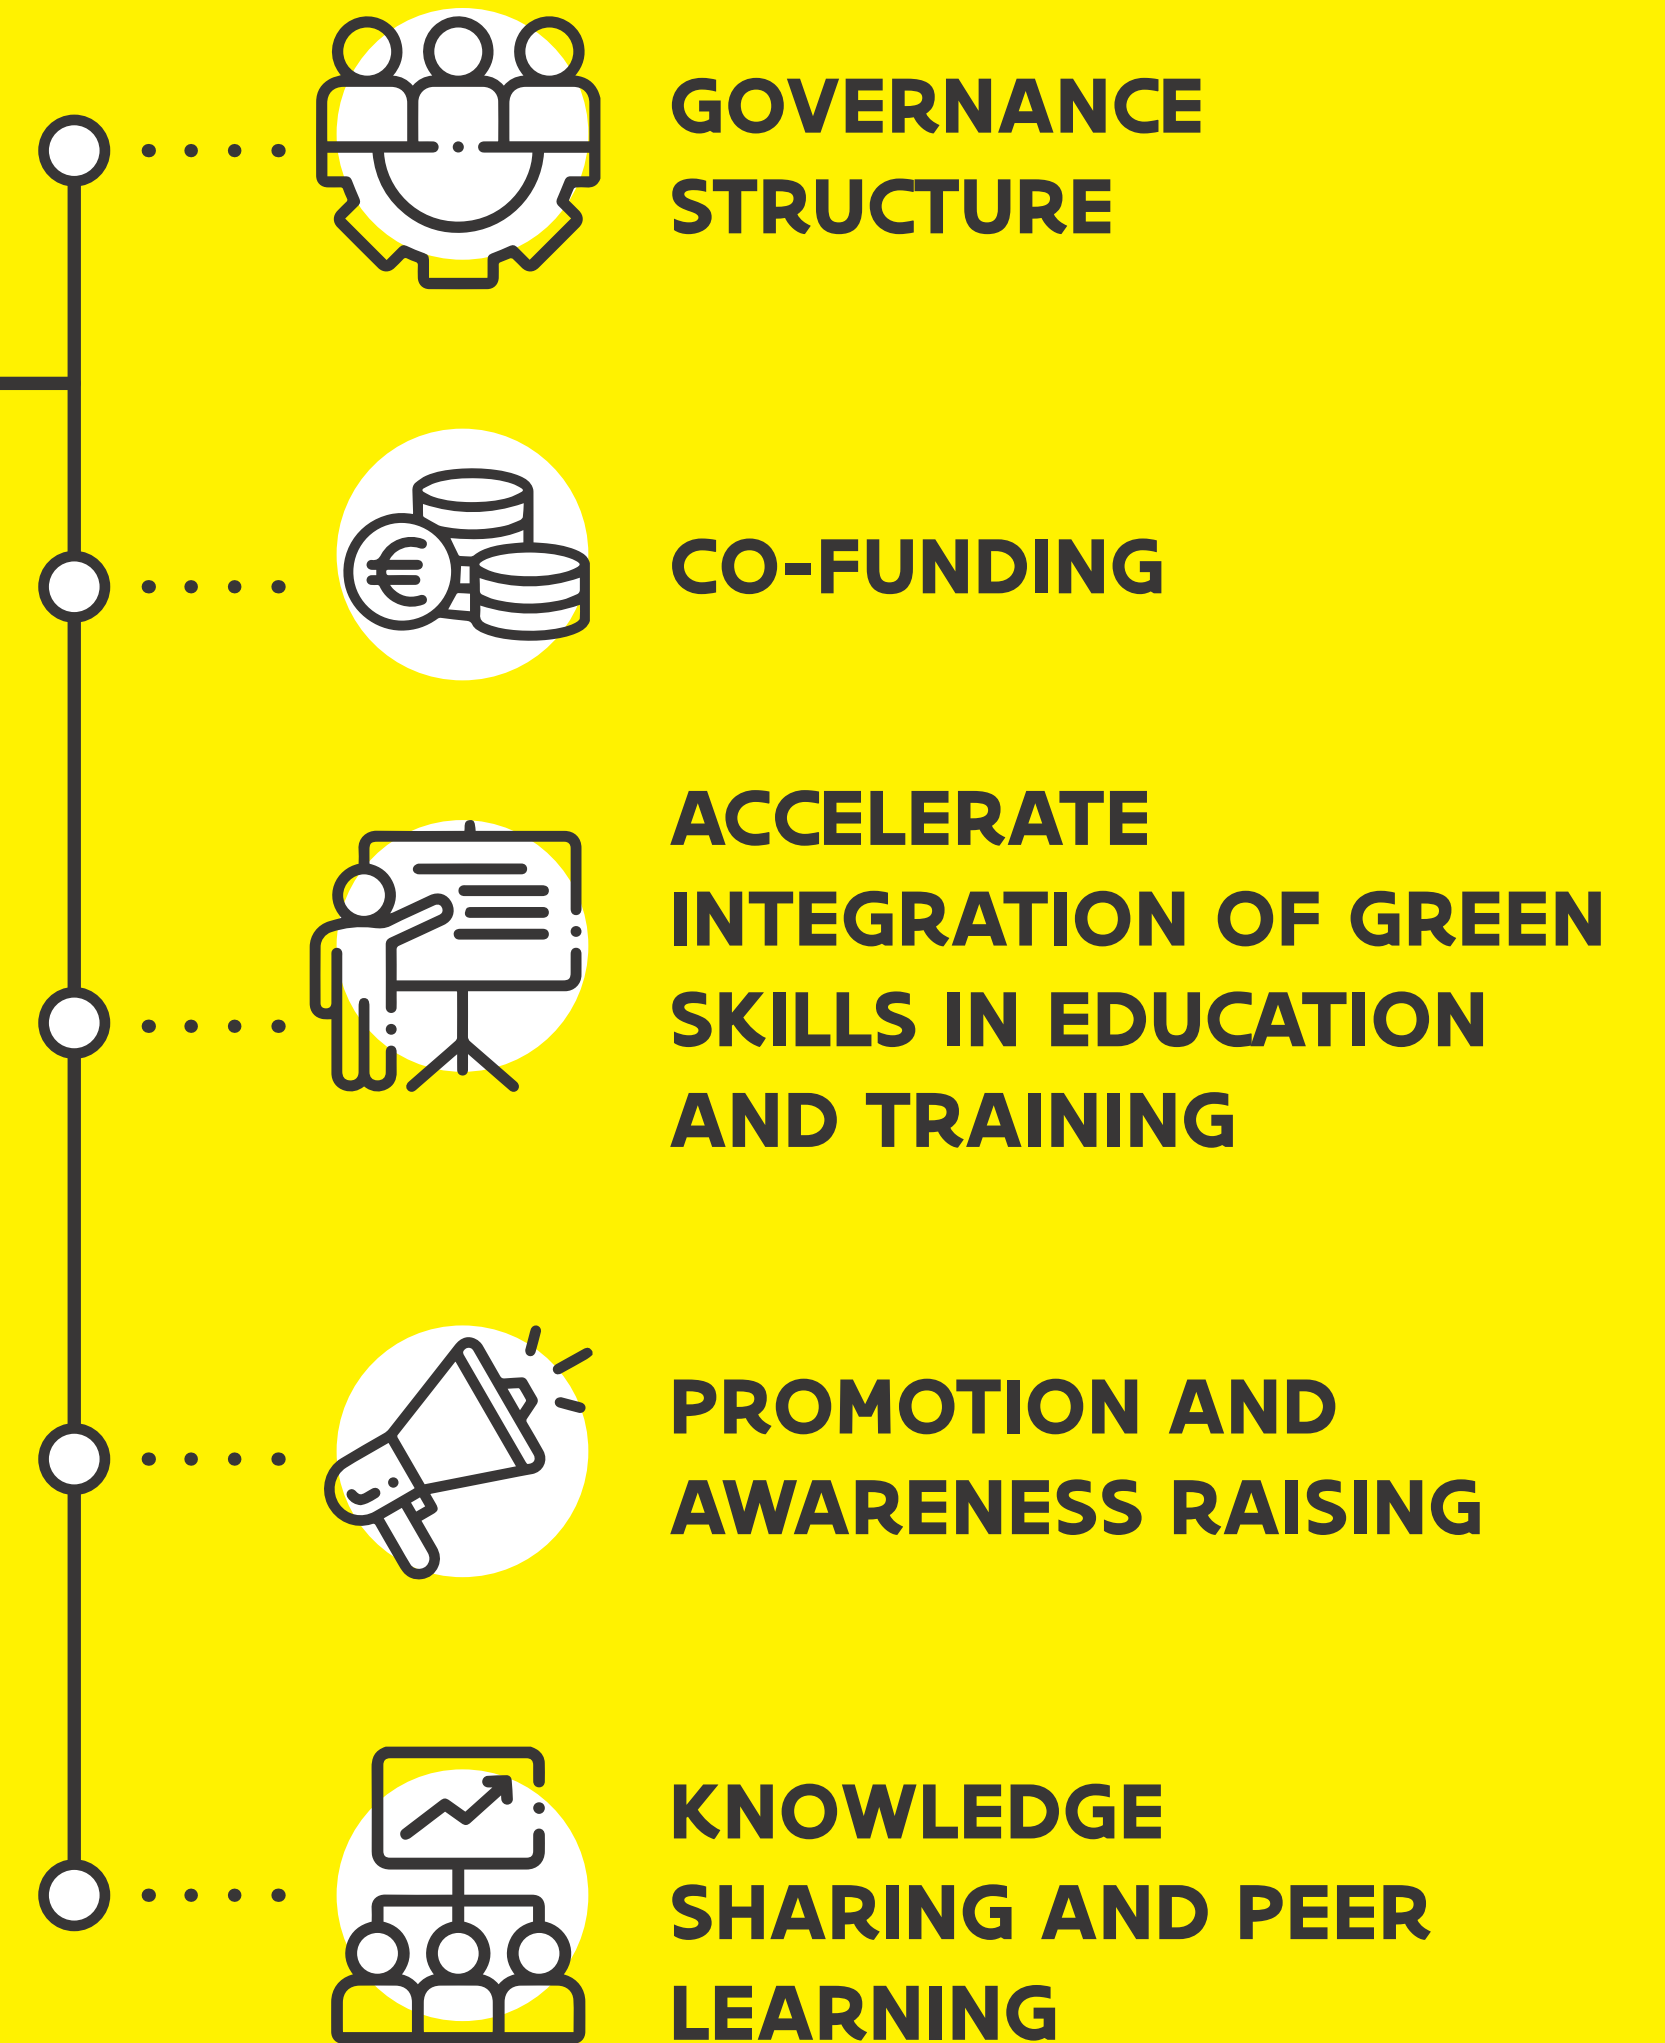 GOVERNANCE
STRUCTURE
€
CO-FUNDING
ACCELERATE
INTEGRATION OF GREEN
SKILLS IN EDUCATION
AND TRAINING
PROMOTION AND
AWARENESS RAISING
KNOWLEDGE
SHARING AND PEER
LEARNING